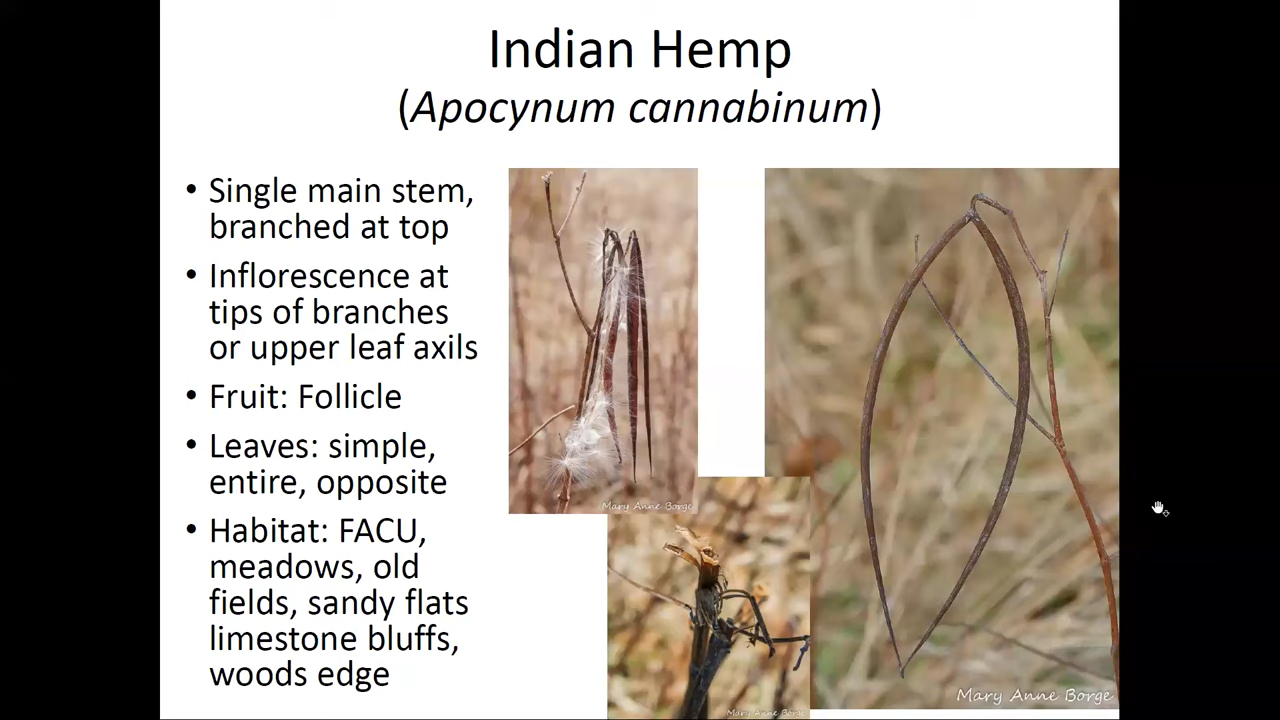 Indian Hemp
(Apocynum cannabinum)
• Single main stem,
branched at top
• Inflorescence at
tips of branches
or upper leaf axils
• Fruit: Follicle
• Leaves: simple,
entire, opposite
• Habitat: FACU,
meadows, old
fields, sandy flats
limestone bluffs,
woods edge
Mary Anne Borge
Mary Anne Borge
Mary Anne Borge